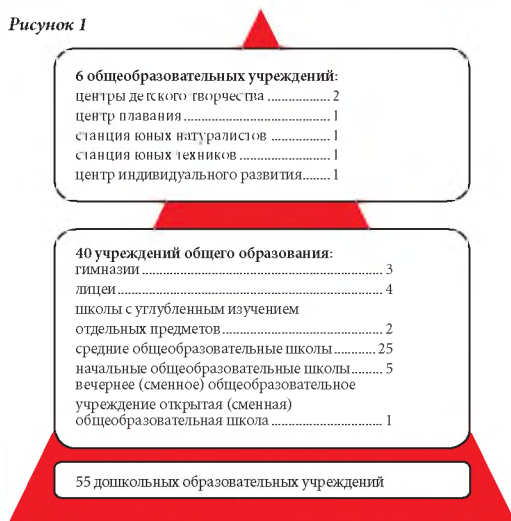 Рисунок 1
6 общеобразовательных учреждений:
центры детского творчества ................. 2
центр плавания ........................................ 1
станция юных натуралистов ................ 1
станция юных техников ........................ 1
центр индивидуального развития ....... 1
40 учреждений общего образования:
гимназии ............................................................ 3
лицеи .................................................................. 4
школы с углубленным изучением
отдельных предметов ........................................ 2
средние общеобразовательные школы .......... 25
начальные общеобразовательные школы ....... 5
вечернее (сменное) общеобразовательное
учреждение открытая (сменная)
общеобразовательная школа ........................... 1
55 дошкольных образовательных учреждений